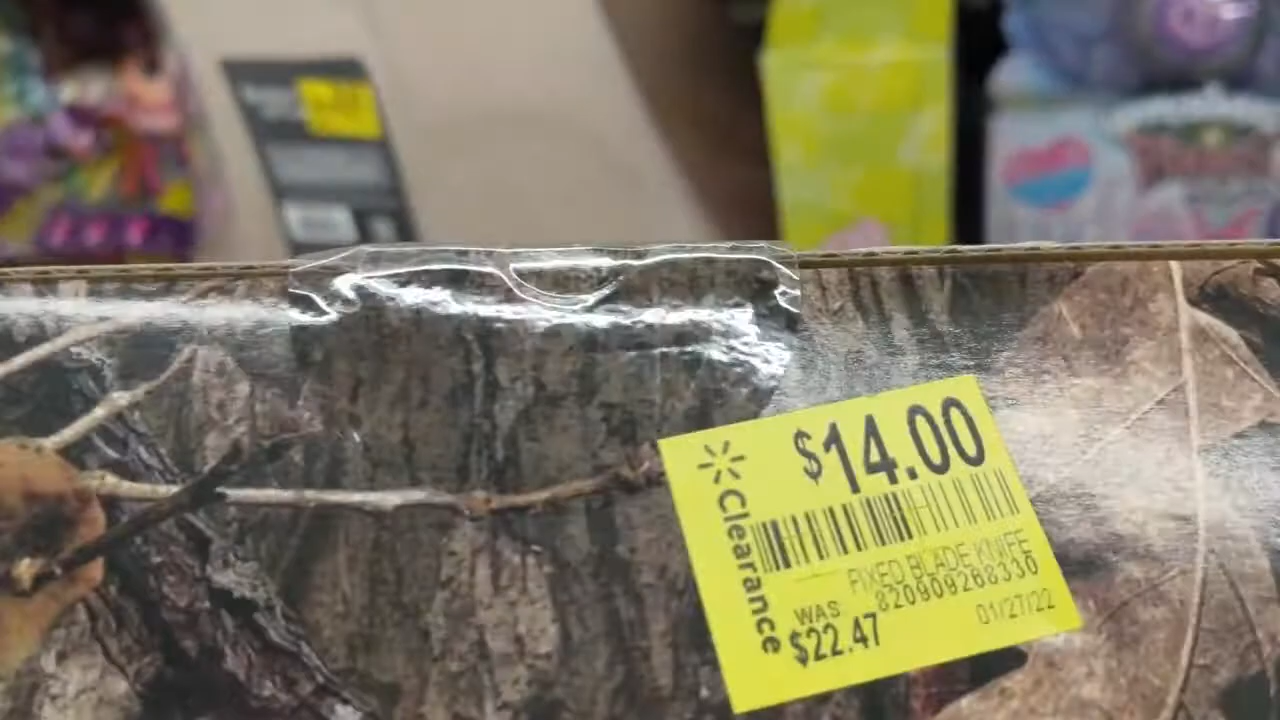 $14.00
Clearance
FIXED BLADE KNIFE
820909268330
WAS
$22.47
01/27/22